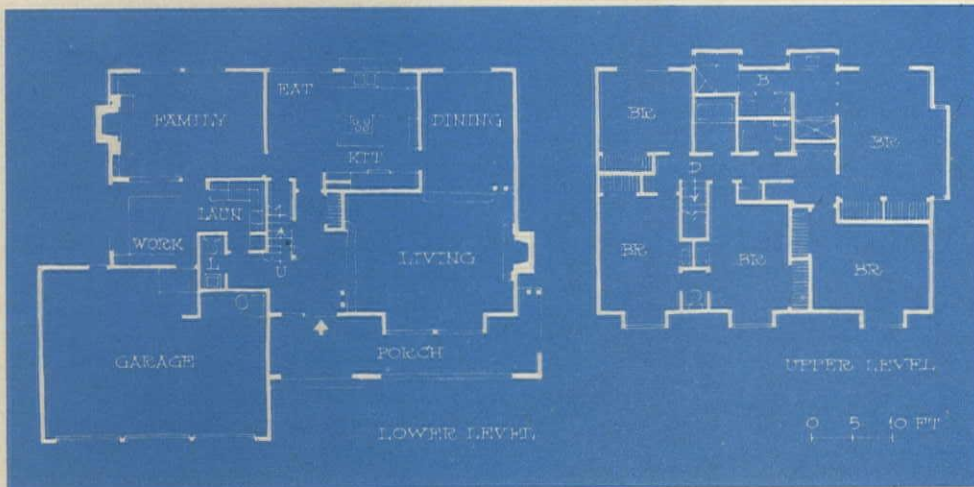 FAMILY
EAT
DINING
KIT
LAUN
WORK
L
U
LIVING
GARAGE
PORCH
LOWER LEVEL
B
BR
BR
D
BR
BR
BR
UPPER LEVEL
0 5 10 FT